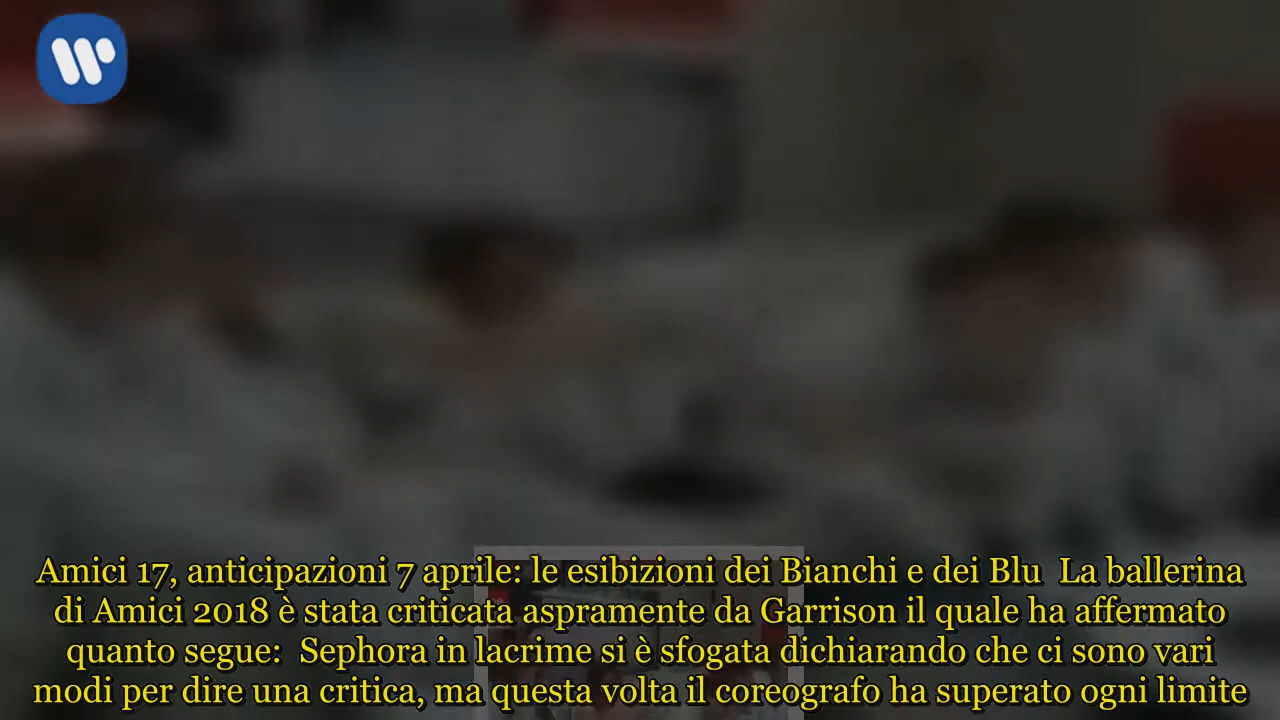 Amici 17, anticipazioni 7 aprile: le esibizioni dei Bianchi e dei Blu  La ballerina
di Amici 2018 è stata criticata aspramente da Garrison il quale ha affermato
quanto segue:  Sephora in lacrime si è sfogata dichiarando che ci sono vari
modi per dire una critica, ma questa volta il coreografo ha superato ogni limite